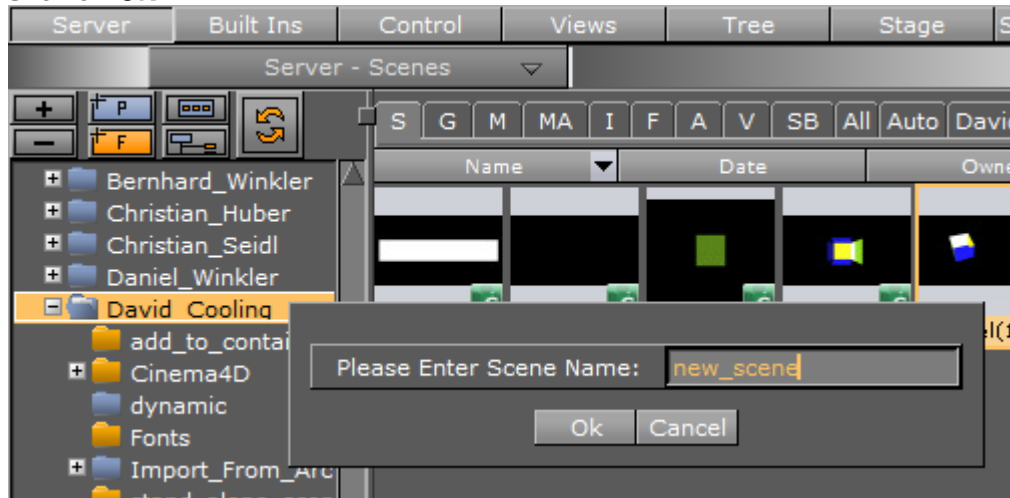 Server Built Ins Control Views Tree Stage
Server - Scenes
+ P
- F
S G M MA I F A V SB All Auto
Name Date
Bernhard_Winkler
Christian_Huber
Christian_Seidl
Daniel_Winkler
David_Cooling
Cinema4D
Please Enter Scene Name: new_scene
dynamic
Ok Cancel
Fonts